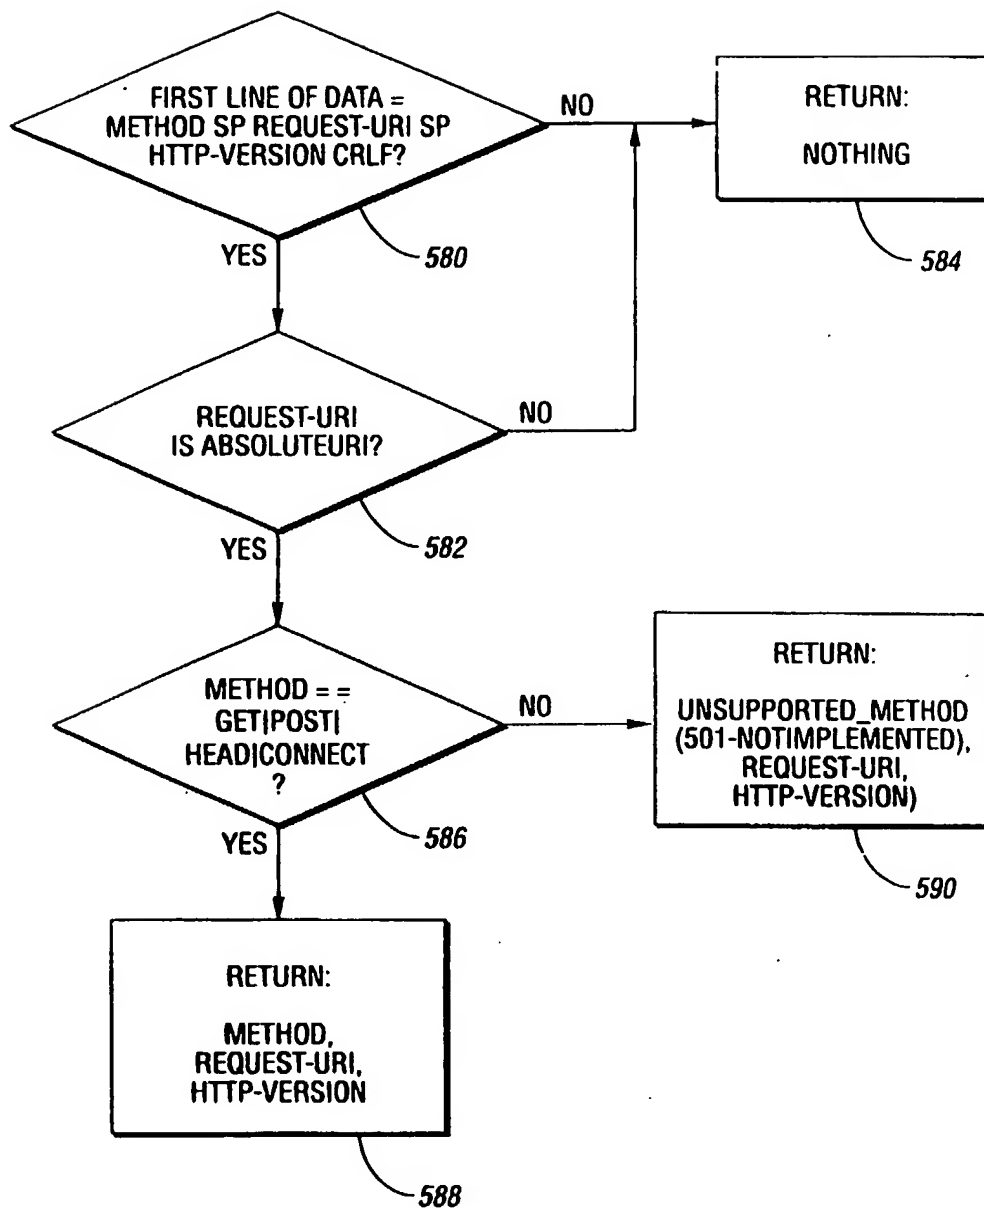 FIRST LINE OF DATA =
METHOD SP REQUEST-URI SP
HTTP-VERSION CRLF?
NO
YES
580
RETURN:
NOTHING
584
REQUEST-URI
IS ABSOLUTEURI?
NO
YES
582
METHOD = =
GET|POST|
HEAD|CONNECT
?
NO
YES
586
RETURN:
UNSUPPORTED_METHOD
(501-NOTIMPLEMENTED),
REQUEST-URI,
HTTP-VERSION)
590
RETURN:
METHOD,
REQUEST-URI,
HTTP-VERSION
588